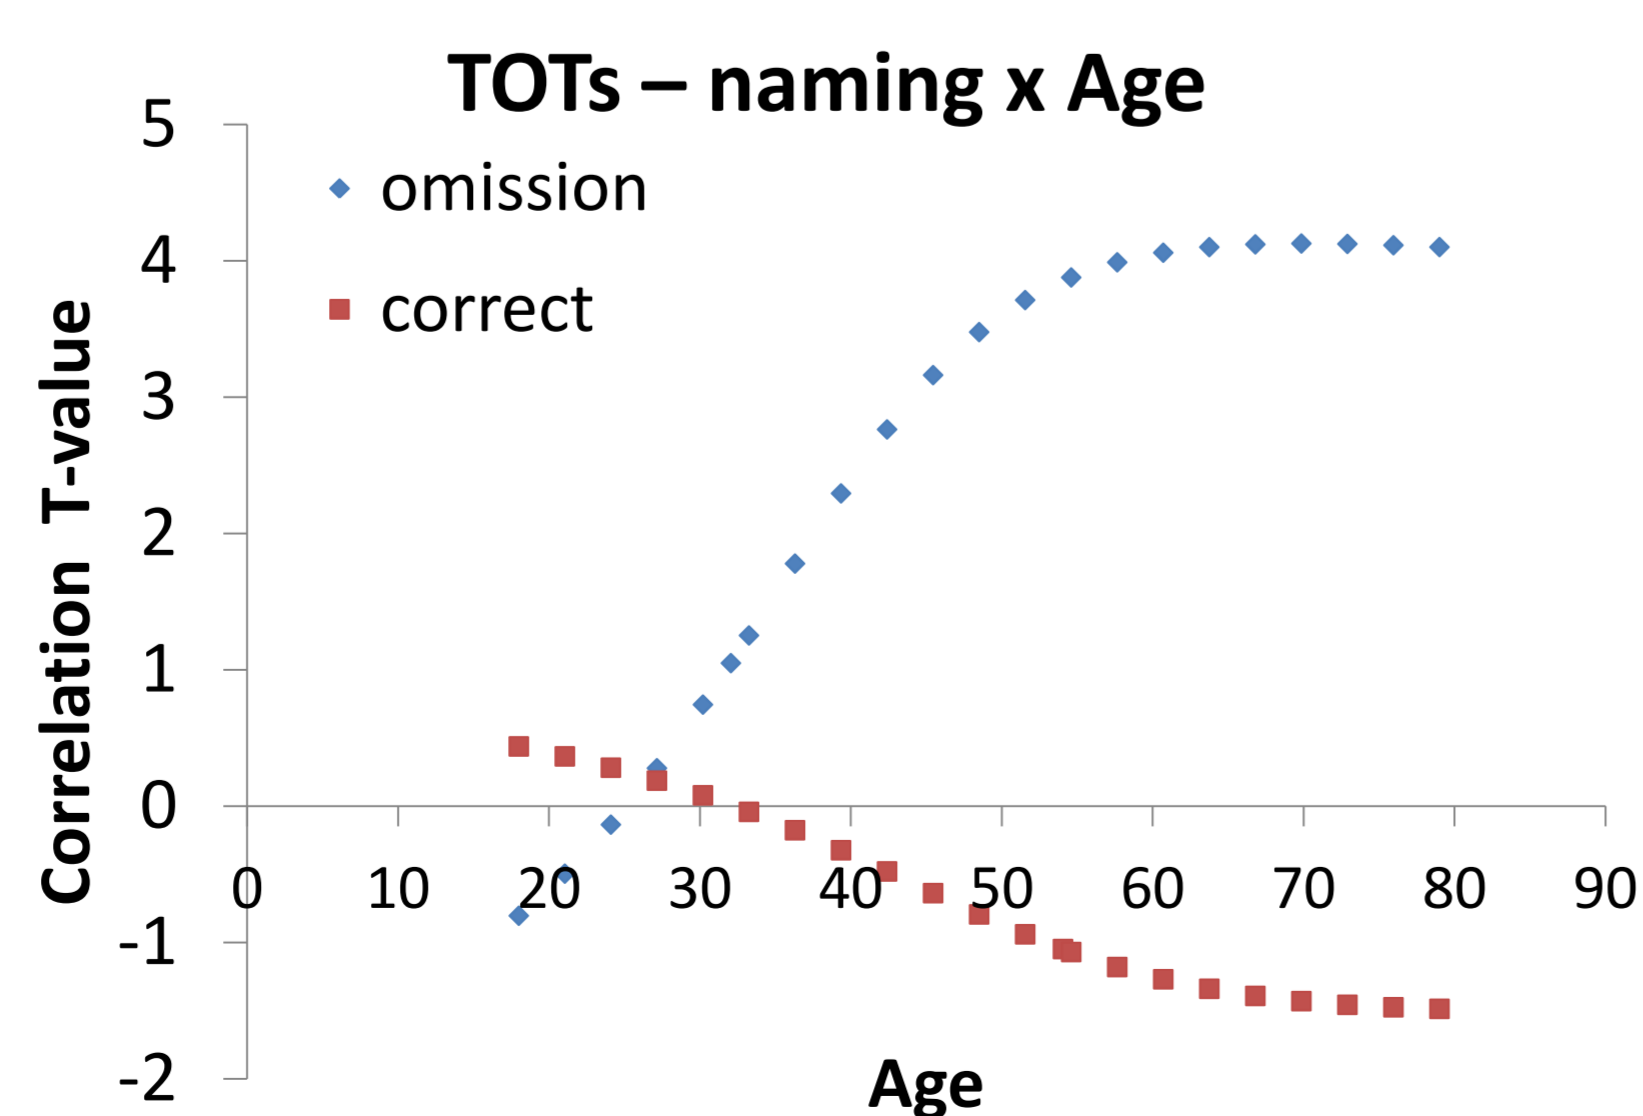 TOTs – naming x Age
5
4
3
2
1
0
-1
-2
omission
correct
Correlation T-value
0 10 20 30 40 50 60 70 80 90
Age